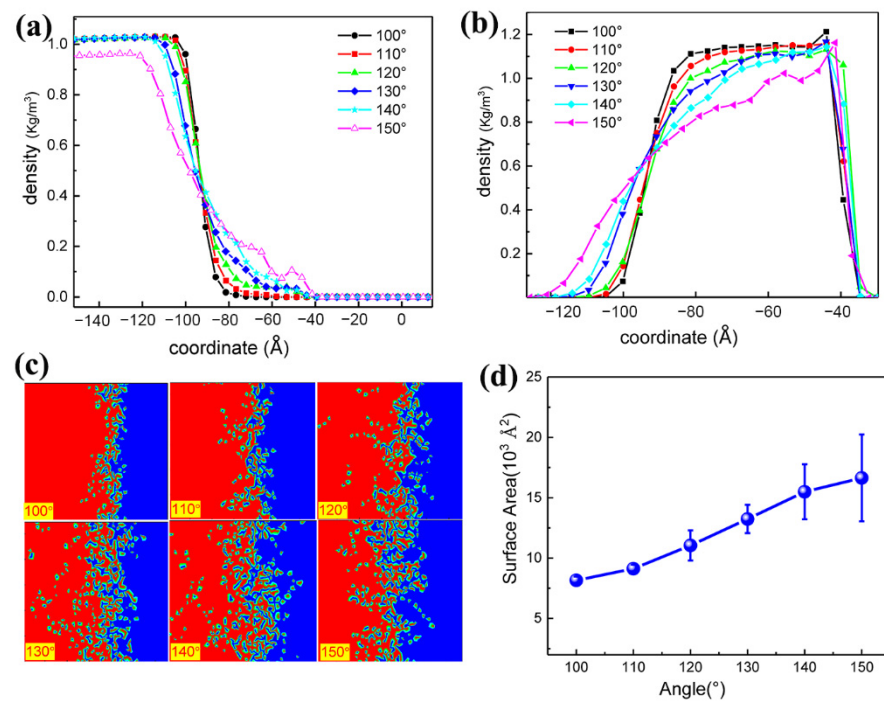 (a)
1.0
0.8
0.6
0.4
0.2
0.0
density (Kg/m³)
100°
110°
120°
130°
140°
150°
−140 −120 −100 −80 −60 −40 −20 0
coordinate (Å)
(b)
1.2
1.0
0.8
0.6
0.4
0.2
density (Kg/m³)
100°
110°
120°
130°
140°
150°
−120 −100 −80 −60 −40
coordinate (Å)
(c)
100°
110°
120°
130°
140°
150°
(d)
25
20
15
10
5
Surface Area(10³ Å²)
100 110 120 130 140 150
Angle(°)